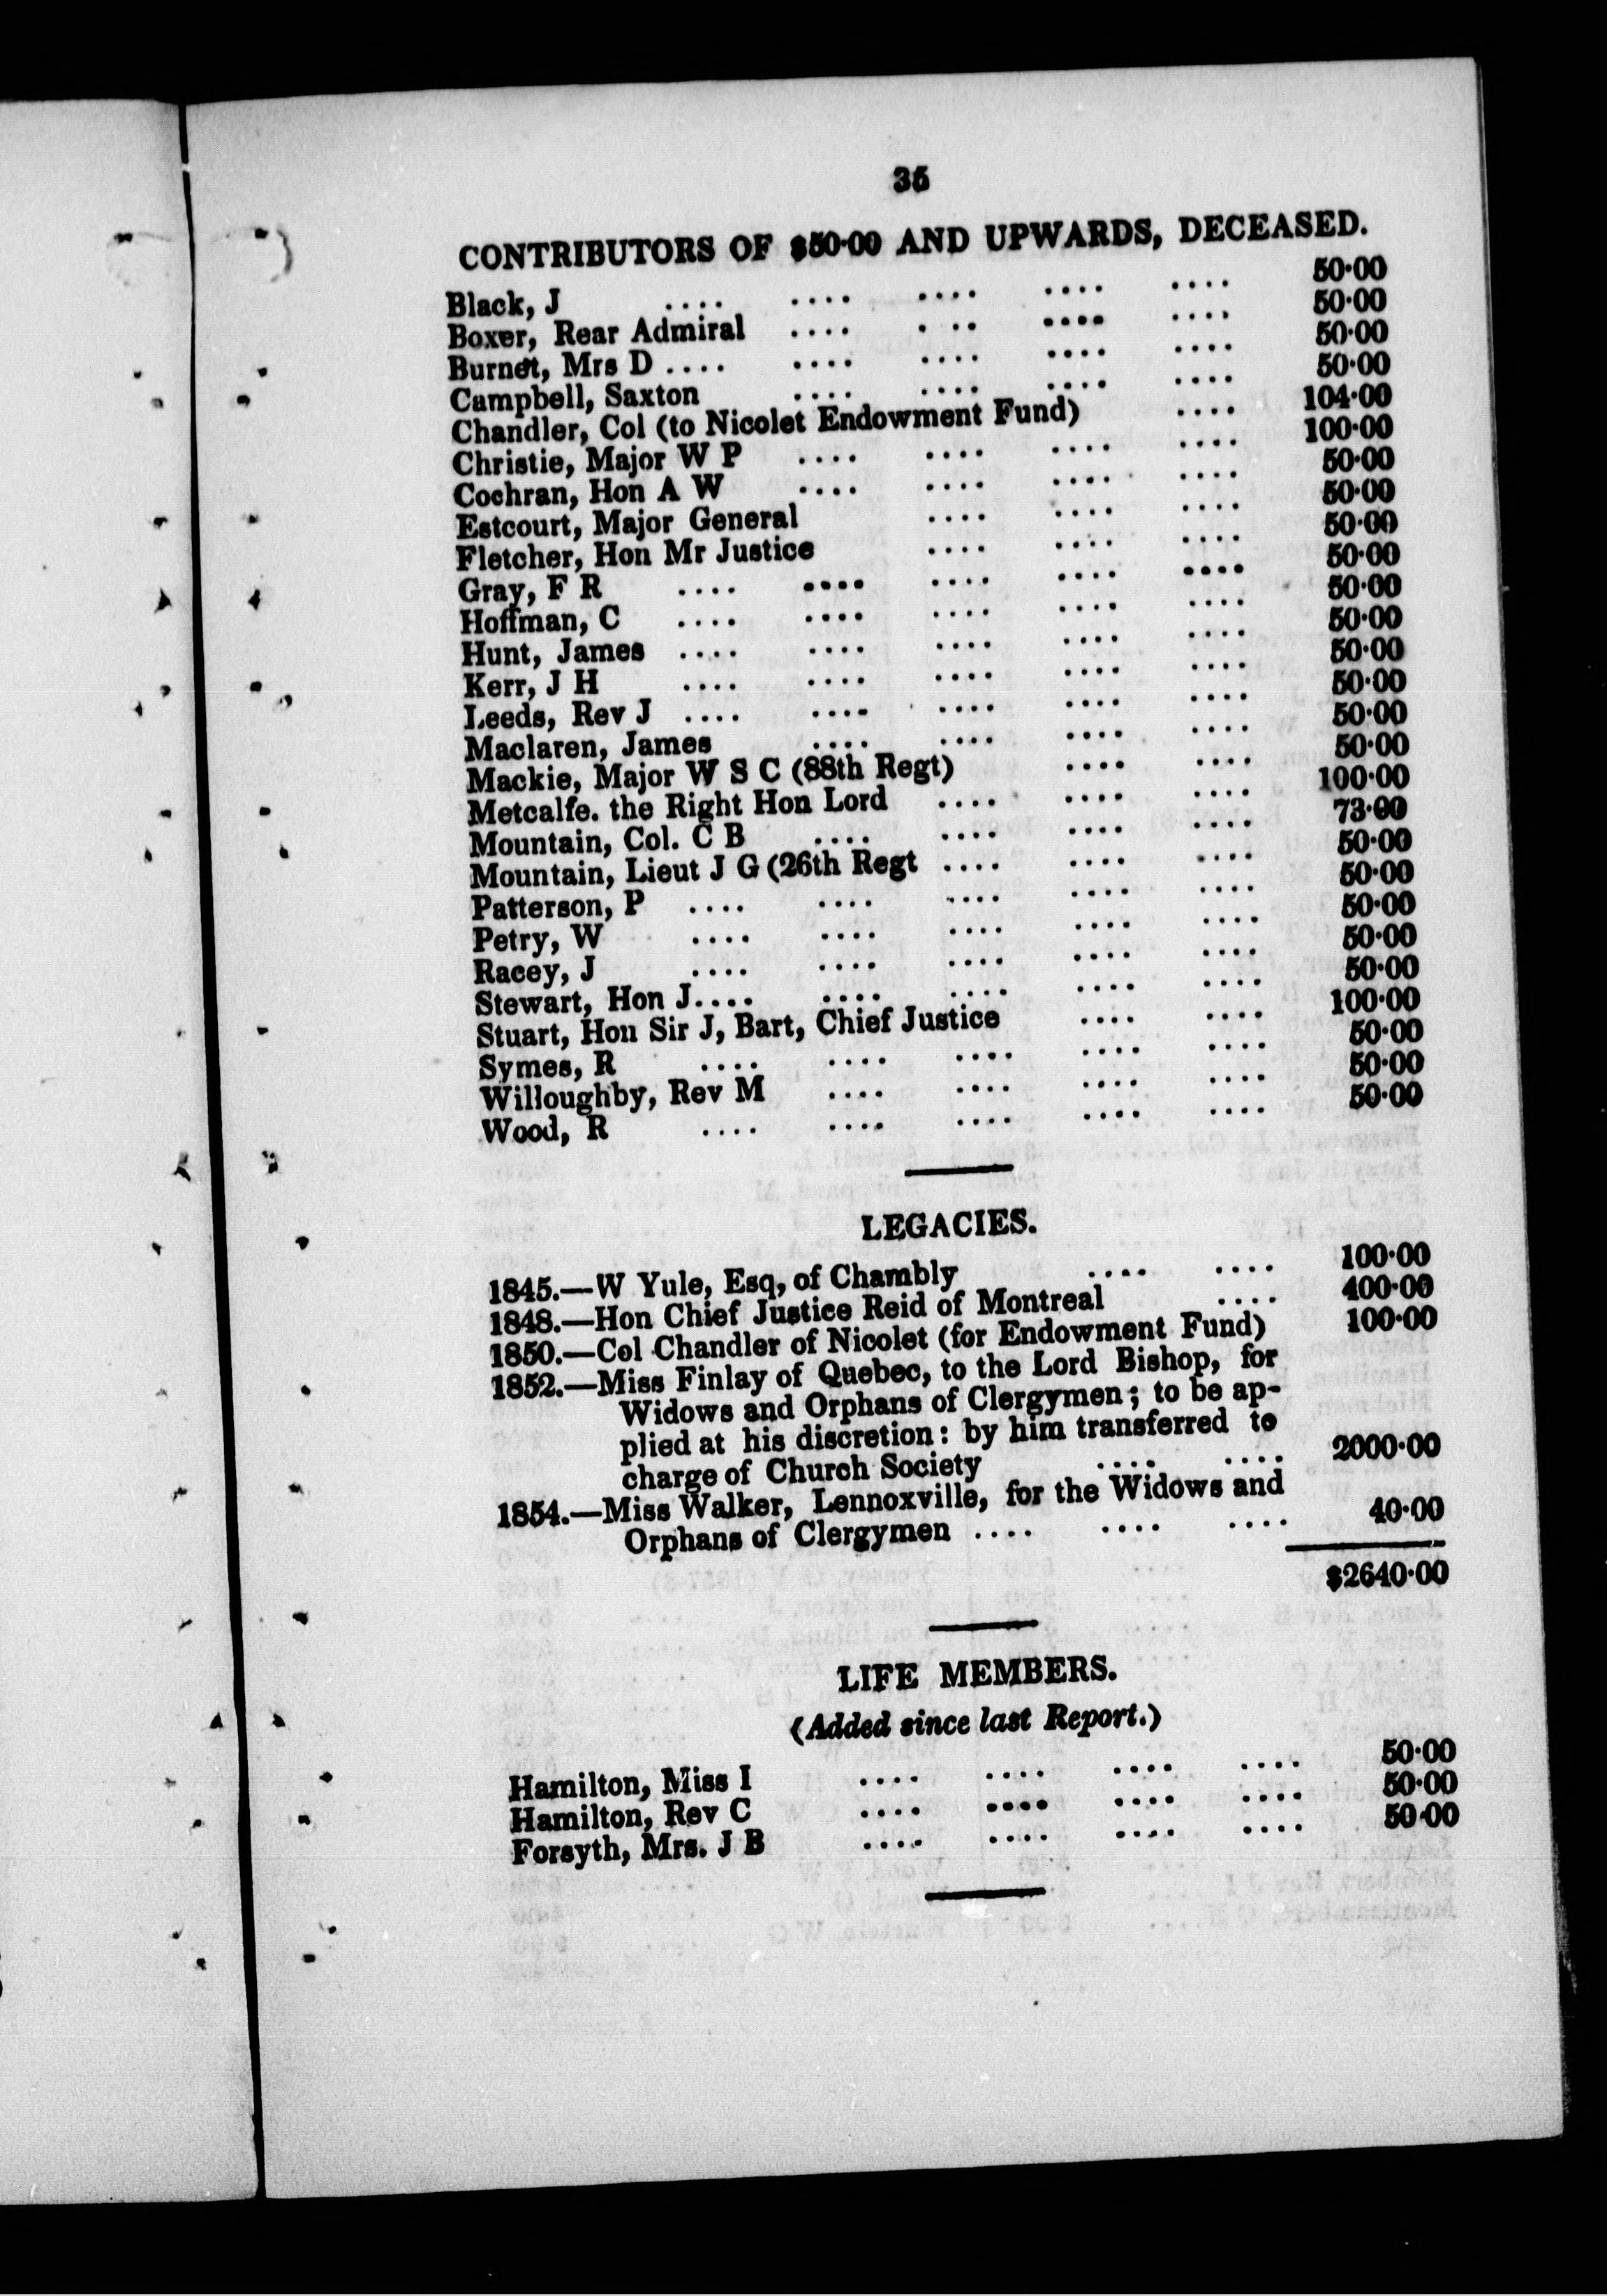 35
CONTRIBUTORS OF $50·00 AND UPWARDS, DECEASED.
Black, J .... .... .... .... .... 50·00
Boxer, Rear Admiral .... . .. .... .... 50·00
Burnet, Mrs D .... .... .... .... .... 50·00
Campbell, Saxton .... .... .... .... 50·00
Chandler, Col (to Nicolet Endowment Fund) .... 104·00
Christie, Major W P .... .... .... .... 100·00
Cochran, Hon A W .... .... .... .... 50·00
Estcourt, Major General .... .... .... 50·00
Fletcher, Hon Mr Justice .... .... .... 50·00
Gray, F R .... .... .... .... .... 50·00
Hoffman, C .... .... .... .... .... 50·00
Hunt, James .... .... .... .... .... 50·00
Kerr, J H .... .... .... .... .... 50·00
Leeds, Rev J .... .... .... .... .... 50·00
Maclaren, James .... .... .... .... 50·00
Mackie, Major W S C (88th Regt) .... .... 50·00
Metcalfe. the Right Hon Lord .... .... .... 100·00
Mountain, Col. C B .... .... .... .... 73·00
Mountain, Lieut J G (26th Regt .... .... .... 50·00
Patterson, P .... .... .... .... .... 50·00
Petry, W .... .... .... .... .... 50·00
Racey, J .... .... .... .... .... 50·00
Stewart, Hon J.... .... .... .... .... 50·00
Stuart, Hon Sir J, Bart, Chief Justice .... .... 100·00
Symes, R .... .... .... .... .... 50·00
Willoughby, Rev M .... .... .... .... 50·00
Wood, R .... .... .... .... .... 50·00
LEGACIES.
1845.—W Yule, Esq, of Chambly .... .... 100·00
1848.—Hon Chief Justice Reid of Montreal .... 400·00
1850.—Col Chandler of Nicolet (for Endowment Fund) 100·00
1852.—Miss Finlay of Quebec, to the Lord Bishop, for
Widows and Orphans of Clergymen; to be ap-
plied at his discretion: by him transferred to
charge of Church Society .... .... 2000·00
1854.—Miss Walker, Lennoxville, for the Widows and
Orphans of Clergymen .... .... .... 40·00
$2640·00
LIFE MEMBERS.
(Added since last Report.)
Hamilton, Miss I .... .... .... .... 50·00
Hamilton, Rev C .... .... .... .... 50·00
Forsyth, Mrs. J B .... .... .... .... 50·00